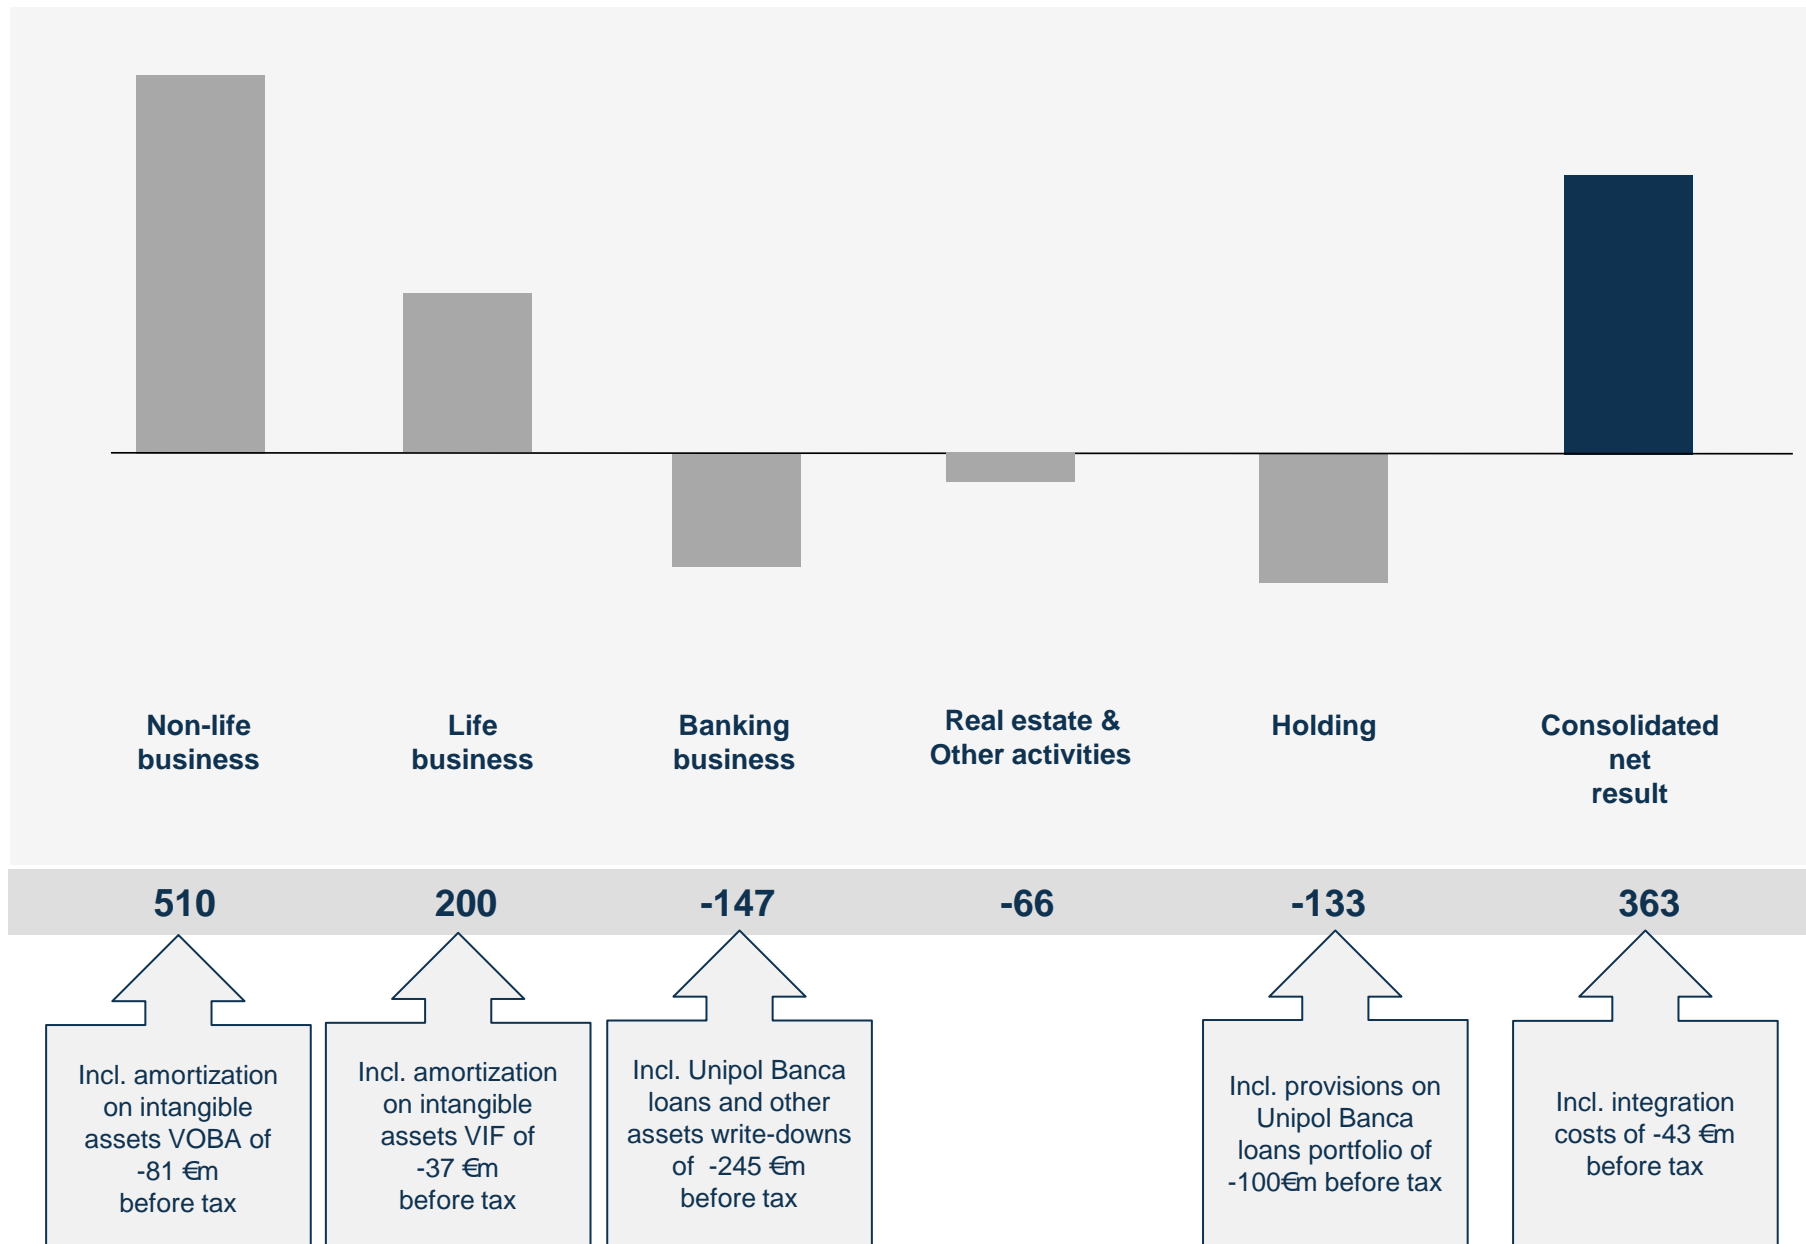 Non-life
business
Life
business
Banking
business
Real estate &
Other activities
Holding
Consolidated
net
result
510
200
-147
-66
-133
363
Incl. amortization
on intangible
assets VOBA of
-81 €m
before tax
Incl. amortization
on intangible
assets VIF of
-37 €m
before tax
Incl. Unipol Banca
loans and other
assets write-downs
of -245 €m
before tax
Incl. provisions on
Unipol Banca
loans portfolio of
-100€m before tax
Incl. integration
costs of -43 €m
before tax